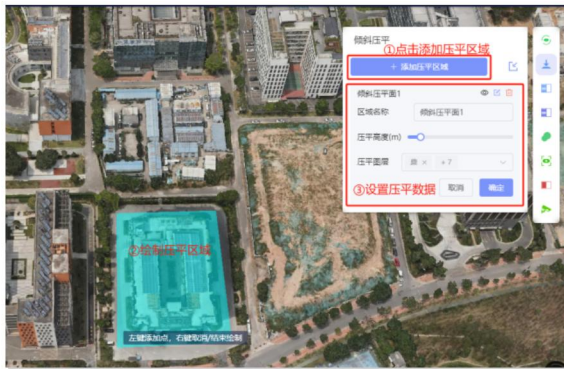 倾斜压平
①点击添加压平区域
+ 添加压平区域
倾斜压平面1
区域名称 倾斜压平面1
压平高度(m)
压平图层 × +7
③设置压平数据 取消 确定
②绘制压平区域
左键添加点、右键取消/结束绘制